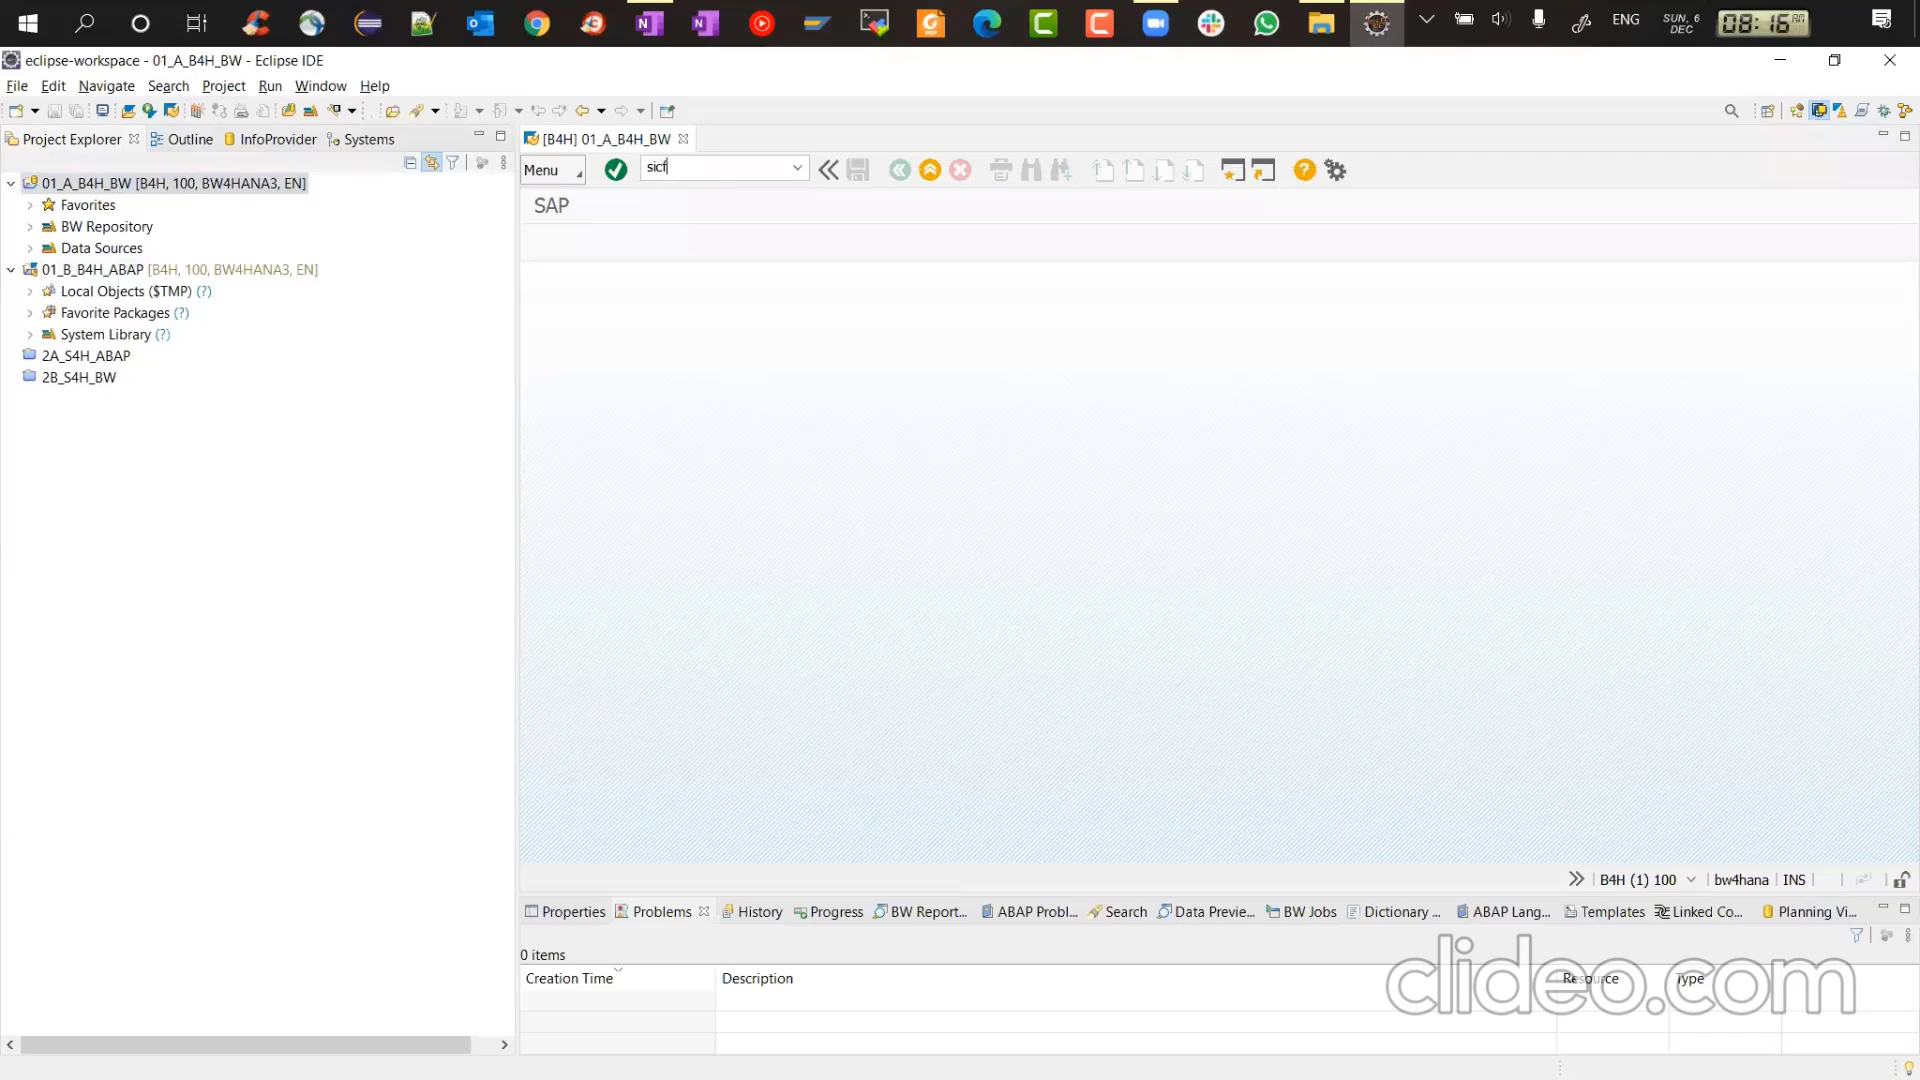 ENG
SUN, 6
DEC
08:16 AM
eclipse-workspace - 01_A_B4H_BW - Eclipse IDE
File Edit Navigate Search Project Run Window Help
Project Explorer Outline InfoProvider Systems
[B4H] 01_A_B4H_BW
Menu sicf
01_A_B4H_BW [B4H, 100, BW4HANA3, EN]
Favorites
BW Repository
Data Sources
01_B_B4H_ABAP [B4H, 100, BW4HANA3, EN]
Local Objects ($TMP) (?)
Favorite Packages (?)
System Library (?)
2A_S4H_ABAP
2B_S4H_BW
SAP
B4H (1) 100 bw4hana INS
Properties Problems History Progress BW Report... ABAP Probl... Search Data Previe... BW Jobs Dictionary ... ABAP Lang... Templates Linked Co... Planning Vi...
0 items
Creation Time Description Resource Type
clideo.com